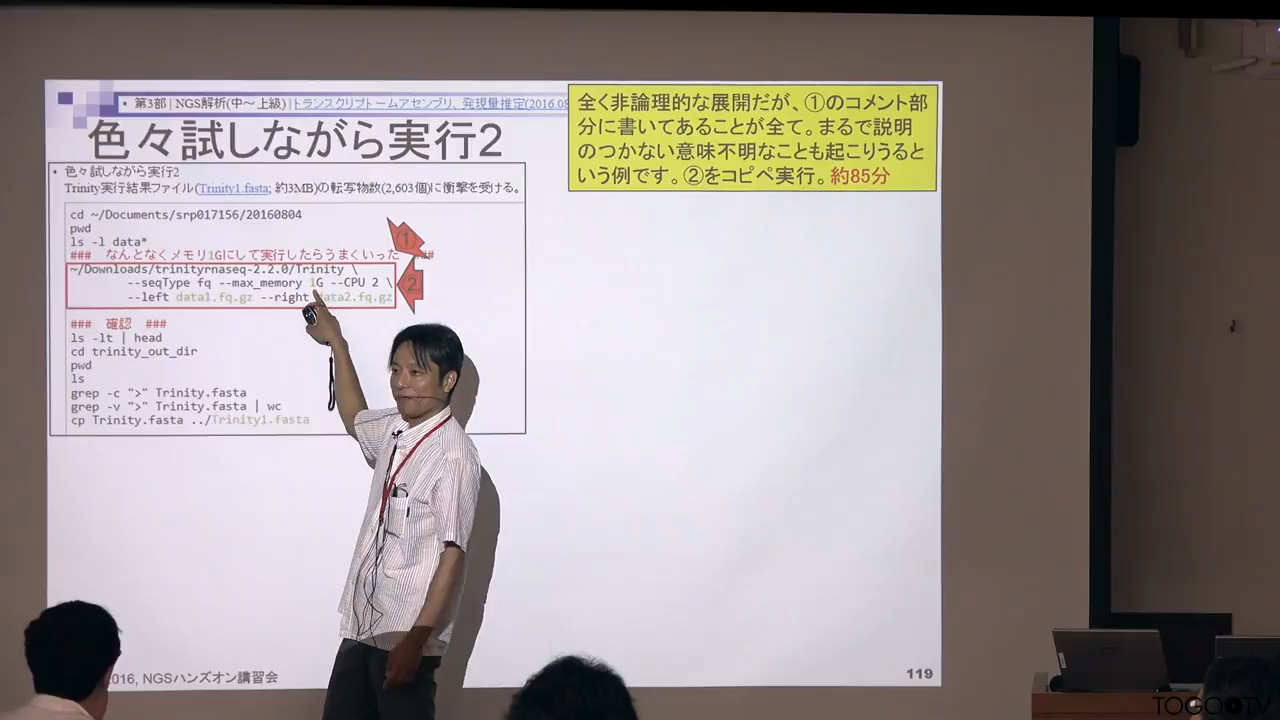 • 第3部 | NGS解析(中～上級) | トランスクリプトームアセンブリ、発現量推定(2016.08
色々試しながら実行2
全く非論理的な展開だが、①のコメント部
分に書いてあることが全て。まるで説明
のつかない意味不明なことも起こりうると
いう例です。②をコピペ実行。約85分
• 色々試しながら実行2
Trinity実行結果ファイル(Trinity1.fasta; 約3MB)の転写物数(2,603個)に衝撃を受ける。
cd ~/Documents/srp017156/20160804
pwd
ls -l data*
### なんとなくメモリ1Gにして実行したらうまくいった ##
①
~/Downloads/trinityrnaseq-2.2.0/Trinity \
--seqType fq --max_memory 1G --CPU 2 \
--left data1.fq.gz --right data2.fq.gz
②
### 確認 ###
ls -lt | head
cd trinity_out_dir
pwd
ls
grep -c ">" Trinity.fasta
grep -v ">" Trinity.fasta | wc
cp Trinity.fasta ../Trinity1.fasta
2016, NGSハンズオン講習会
119
TOGOTV